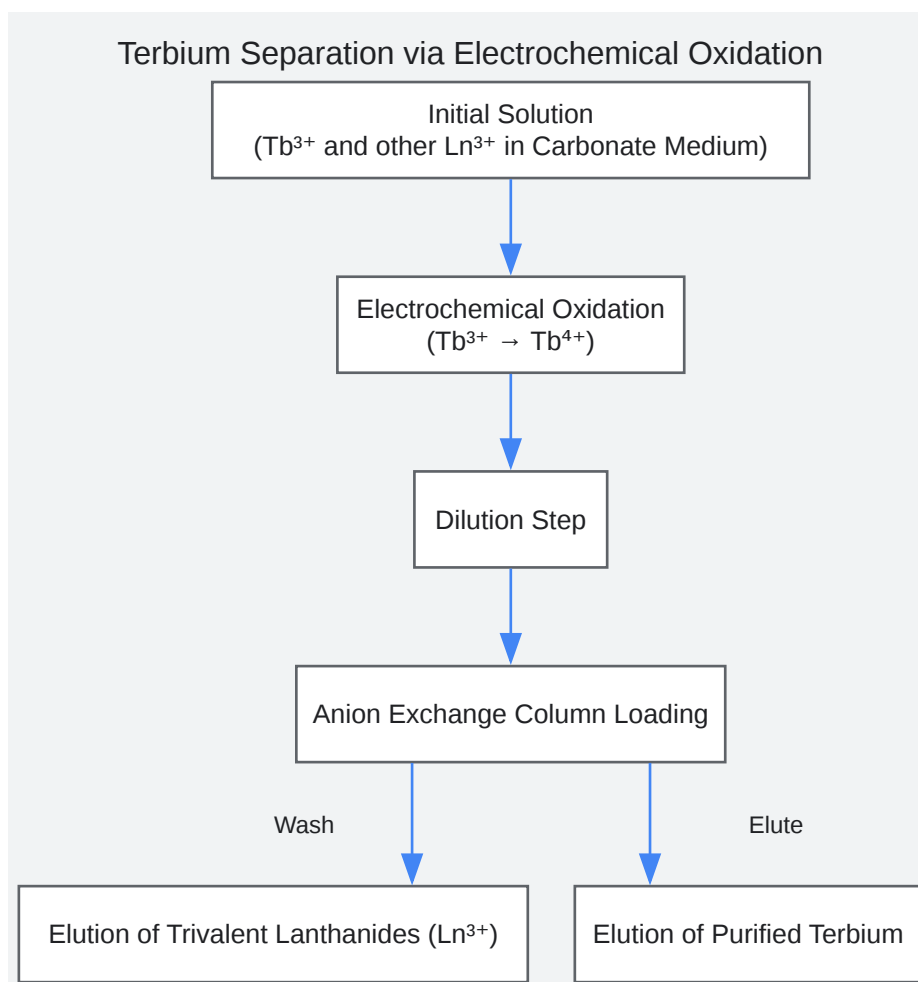 Terbium Separation via Electrochemical Oxidation
Initial Solution
(Tb³⁺ and other Ln³⁺ in Carbonate Medium)
Electrochemical Oxidation
(Tb³⁺ → Tb⁴⁺)
Dilution Step
Anion Exchange Column Loading
Wash
Elute
Elution of Trivalent Lanthanides (Ln³⁺)
Elution of Purified Terbium